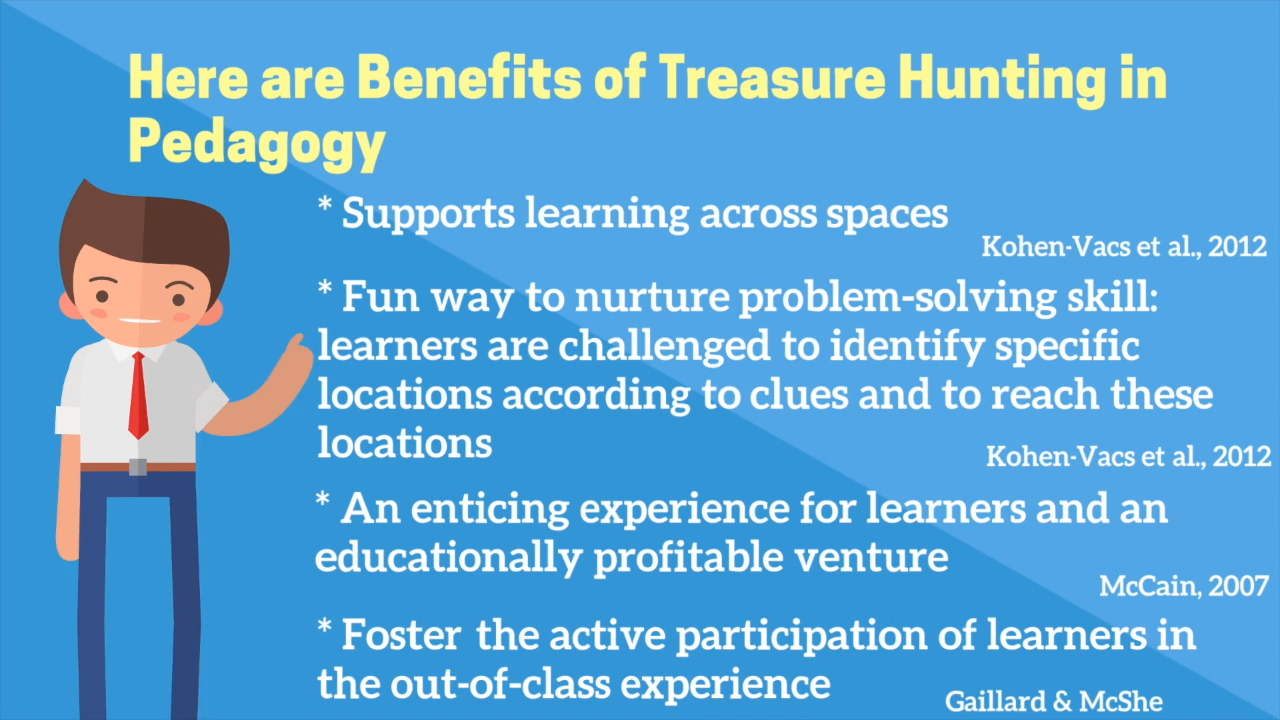 Here are Benefits of Treasure Hunting in
Pedagogy
* Supports learning across spaces
Kohen-Vacs et al., 2012
* Fun way to nurture problem-solving skill:
learners are challenged to identify specific
locations according to clues and to reach these
locations
Kohen-Vacs et al., 2012
* An enticing experience for learners and an
educationally profitable venture
McCain, 2007
* Foster the active participation of learners in
the out-of-class experience
Gaillard & McShe